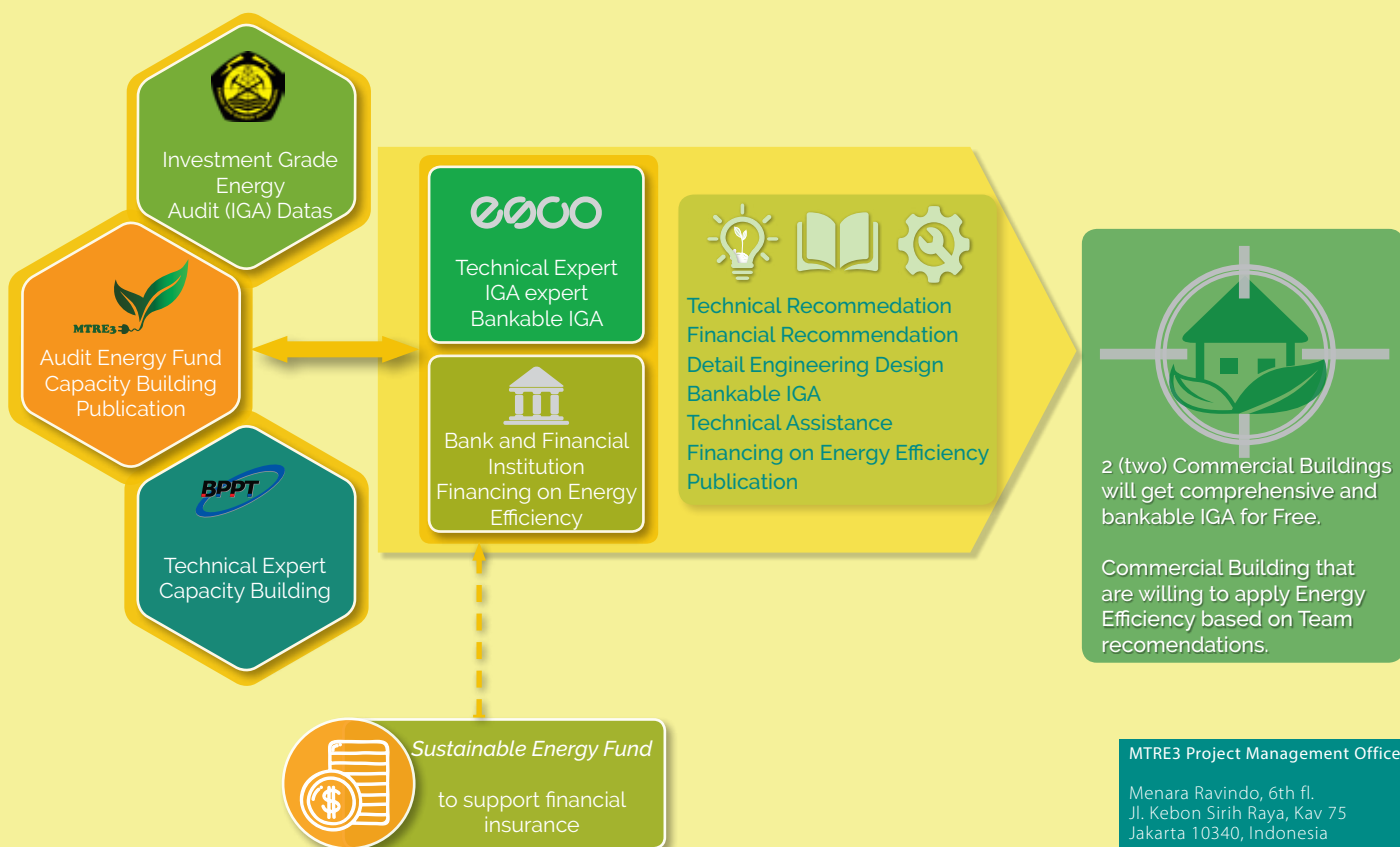 Investment Grade
Energy
Audit (IGA) Datas
MTRE3
Audit Energy Fund
Capacity Building
Publication
BPPT
Technical Expert
Capacity Building
esco
Technical Expert
IGA expert
Bankable IGA
Bank and Financial
Institution
Financing on Energy
Efficiency
Technical Recommedation
Financial Recommendation
Detail Engineering Design
Bankable IGA
Technical Assistance
Financing on Energy Efficiency
Publication
2 (two) Commercial Buildings
will get comprehensive and
bankable IGA for Free.
Commercial Building that
are willing to apply Energy
Efficiency based on Team
recomendations.
Sustainable Energy Fund
to support financial
insurance
MTRE3 Project Management Office
Menara Ravindo, 6th fl.
Jl. Kebon Sirih Raya, Kav 75
Jakarta 10340, Indonesia